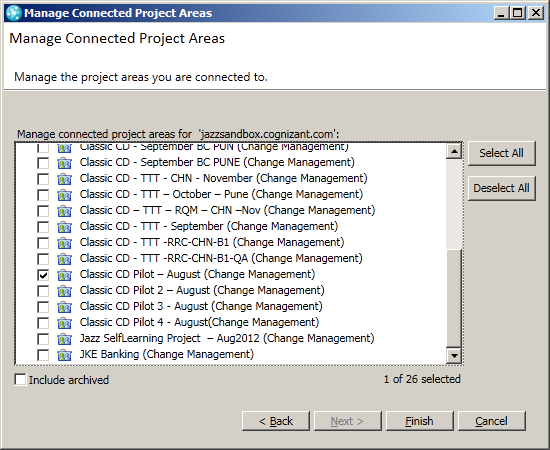 Manage Connected Project Areas
Manage Connected Project Areas
Manage the project areas you are connected to.
Manage connected project areas for 'jazzsandbox.cognizant.com':
Classic CD - September BC PUN (Change Management)
Classic CD - September BC PUNE (Change Management)
Classic CD - TTT - CHN - November (Change Management)
Classic CD - TTT – October – Pune (Change Management)
Classic CD – TTT – RQM – CHN –Nov (Change Management)
Classic CD - TTT - September (Change Management)
Classic CD - TTT -RRC-CHN-B1 (Change Management)
Classic CD - TTT -RRC-CHN-B1-QA (Change Management)
Classic CD Pilot – August (Change Management)
Classic CD Pilot 2 – August (Change Management)
Classic CD Pilot 3 - August (Change Management)
Classic CD Pilot 4 - August(Change Management)
Jazz SelfLearning Project – Aug2012 (Change Management)
JKE Banking (Change Management)
Select All
Deselect All
Include archived
1 of 26 selected
< Back
Next >
Finish
Cancel